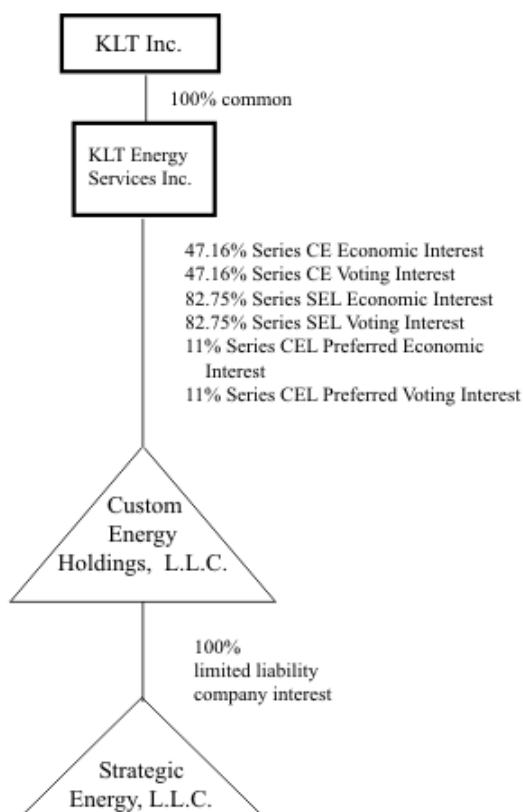 KLT Inc.
100% common
KLT Energy
Services Inc.
47.16% Series CE Economic Interest
47.16% Series CE Voting Interest
82.75% Series SEL Economic Interest
82.75% Series SEL Voting Interest
11% Series CEL Preferred Economic
Interest
11% Series CEL Preferred Voting Interest
Custom
Energy
Holdings, L.L.C.
100%
limited liability
company interest
Strategic
Energy, L.L.C.